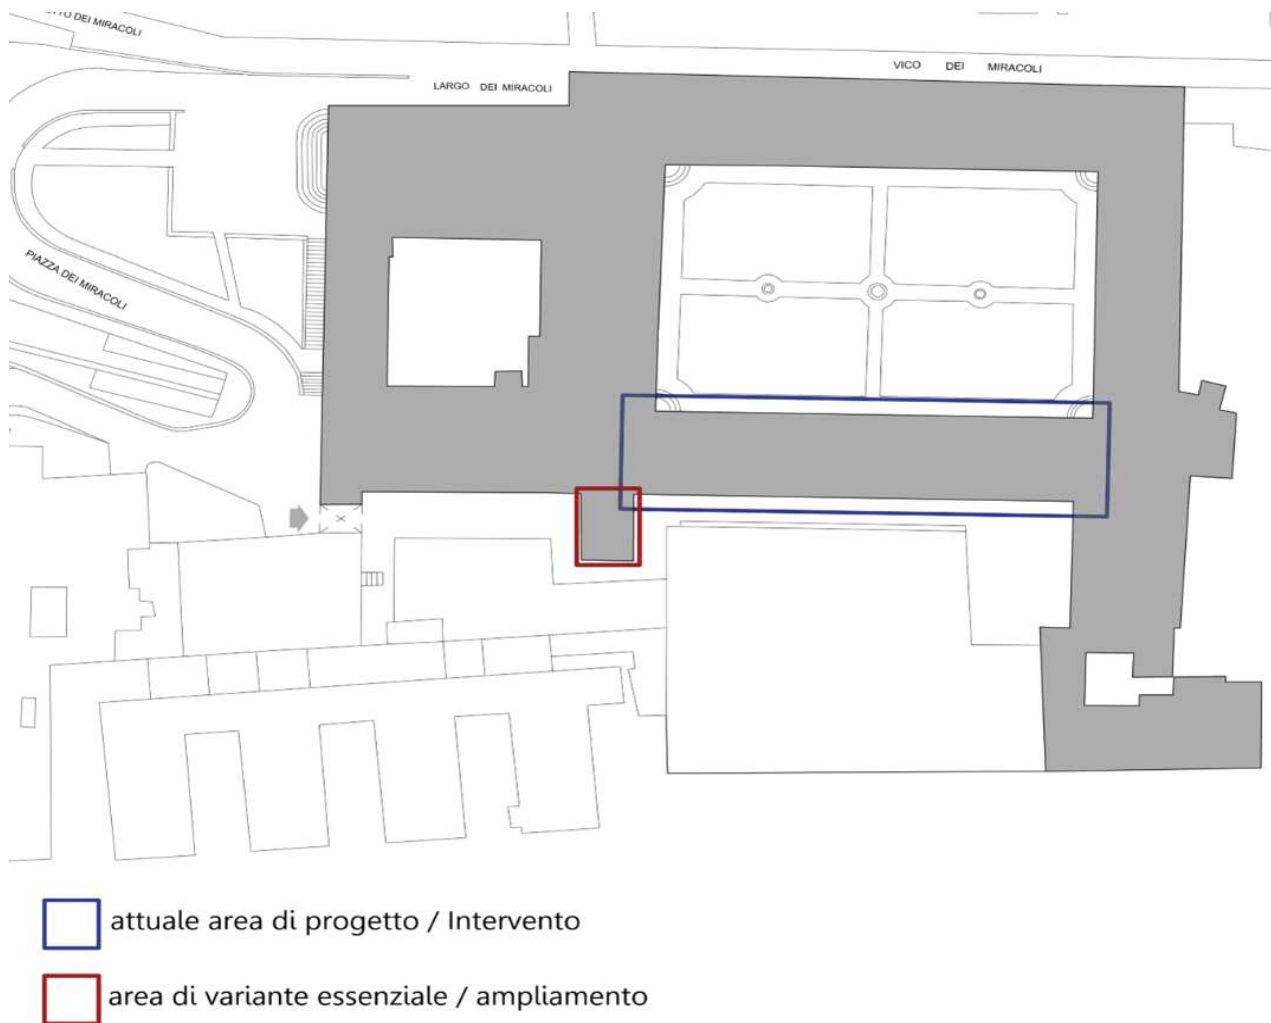 DEI MIRACOLI
VICO DEI MIRACOLI
LARGO DEI MIRACOLI
PIAZZA DEI MIRACOLI
attuale area di progetto / Intervento
area di variante essenziale / ampliamento